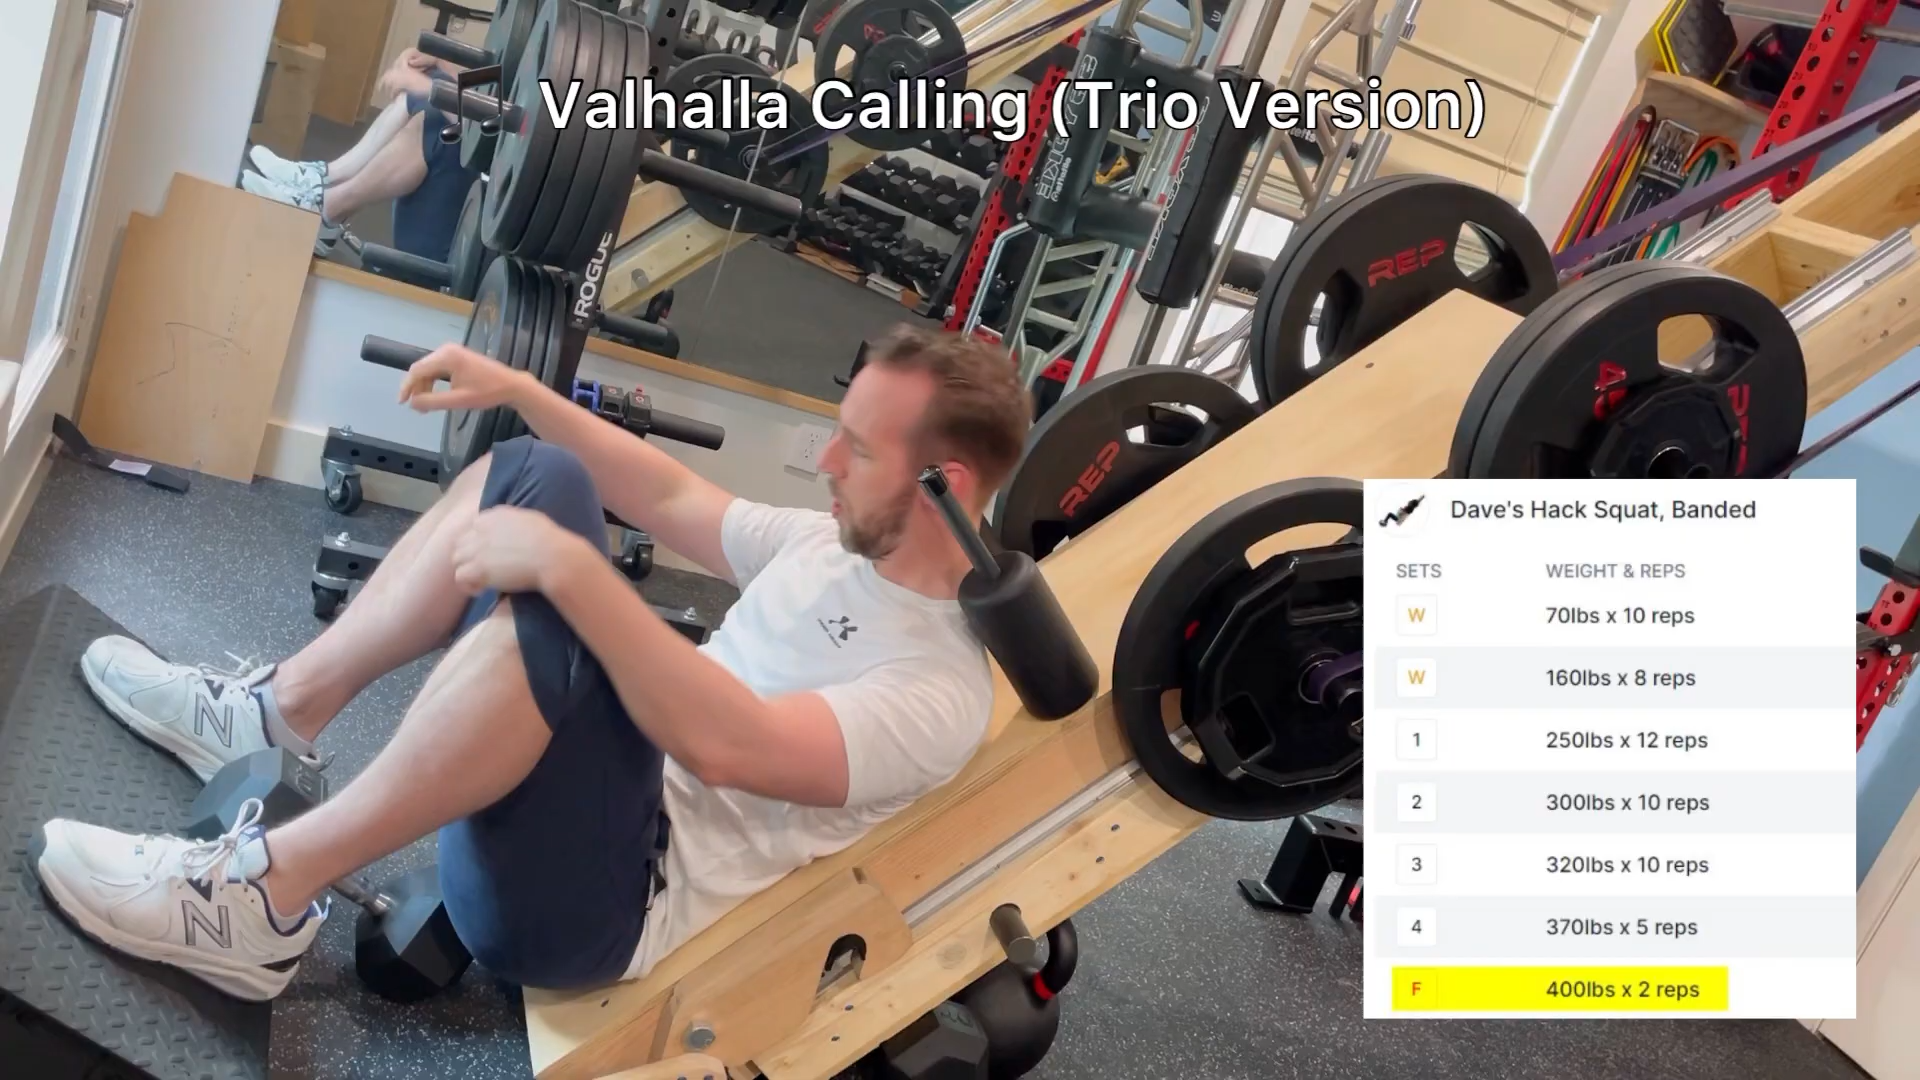 Valhalla Calling (Trio Version)
ROGUE
REP
REP
45
N
N
Dave's Hack Squat, Banded
SETS WEIGHT & REPS
W 70lbs x 10 reps
W 160lbs x 8 reps
1 250lbs x 12 reps
2 300lbs x 10 reps
3 320lbs x 10 reps
4 370lbs x 5 reps
F 400lbs x 2 reps